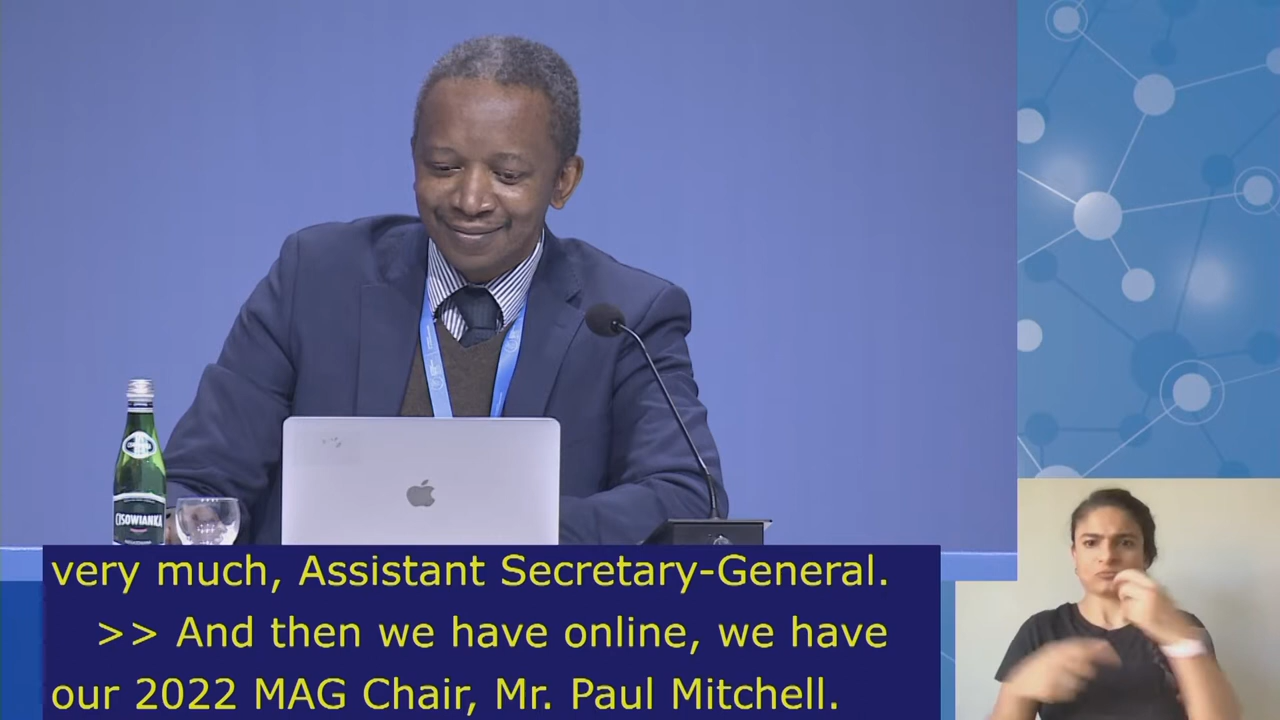 CISOWIANKA
very much, Assistant Secretary-General.
>> And then we have online, we have
our 2022 MAG Chair, Mr. Paul Mitchell.